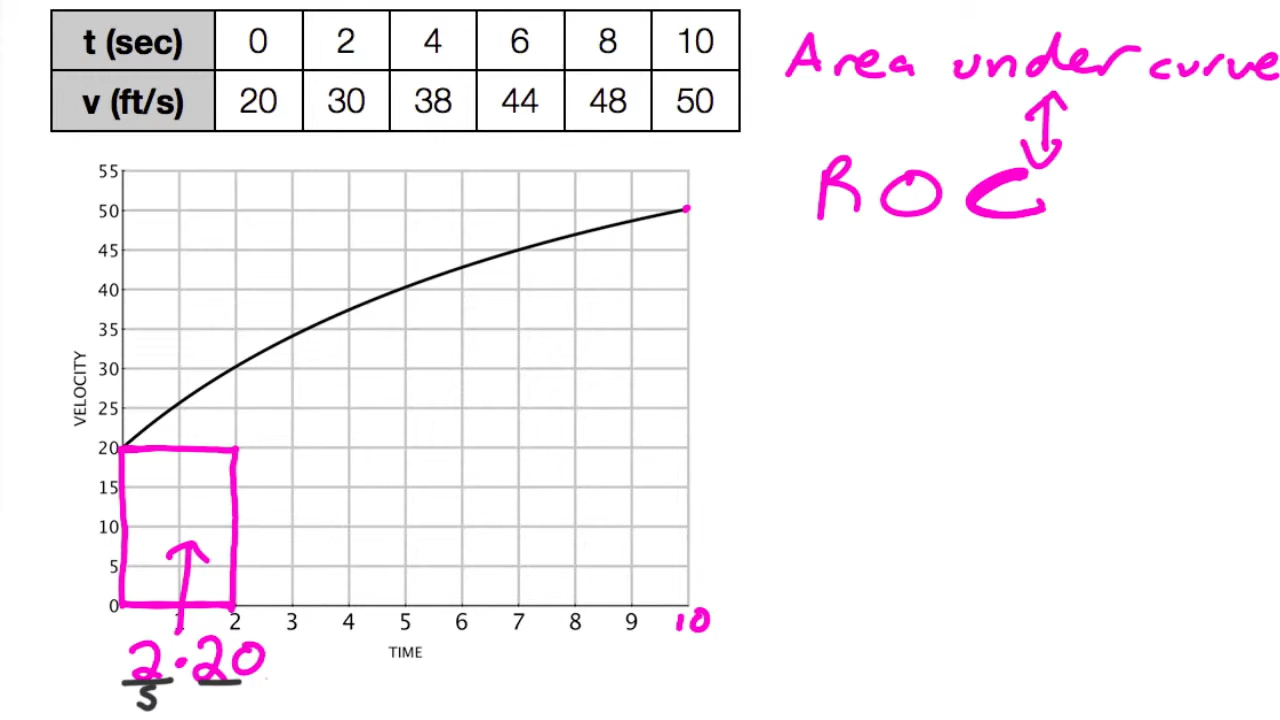 t (sec) 0 2 4 6 8 10
v (ft/s) 20 30 38 44 48 50
Area under curve
ROC
55
50
45
40
35
30
25
20
15
10
5
0
VELOCITY
1 2 3 4 5 6 7 8 9 10
TIME
2 · 20
s